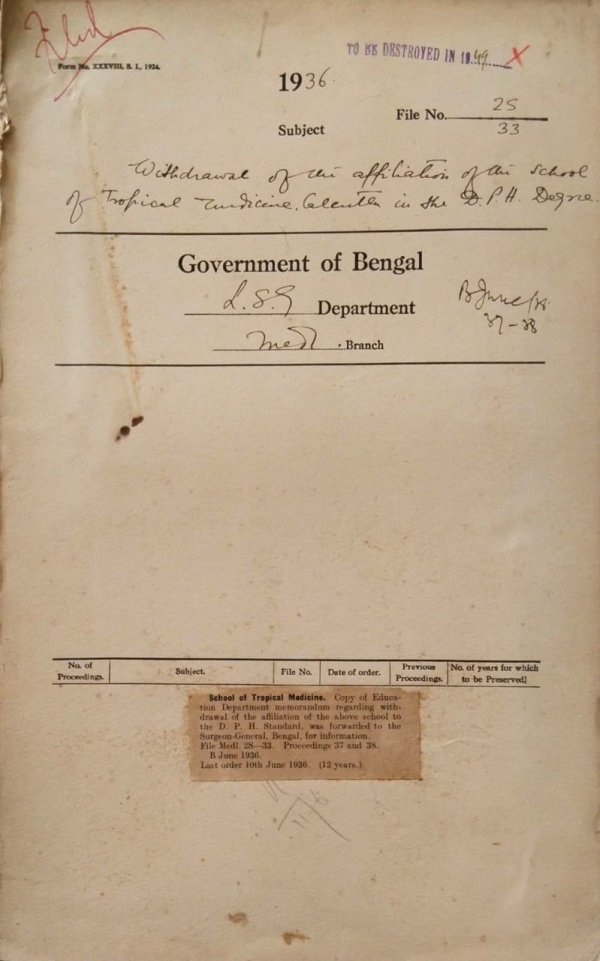 Filed
Form No. XXXVIII, S. I., 1924.
TO BE DESTROYED IN 1949 X
1936
File No. 25
33
Subject
Withdrawal of the affiliation of the School
of Tropical Medicine, Calcutta in the D.P.H. Degree.
Government of Bengal
L.S.G Department
B June/36
37-38
Medl Branch
No. of Proceedings. Subject. File No. Date of order. Previous Proceedings. No. of years for which to be Preserved.
School of Tropical Medicine. Copy of Educa-
tion Department memorandum regarding with-
drawal of the affiliation of the above school to
the D. P. H. Standard, was forwarded to the
Surgeon-General, Bengal, for information.
File Medl. 28—33. Proceedings 37 and 38.
B June 1936.
Last order 10th June 1936. (12 years.)